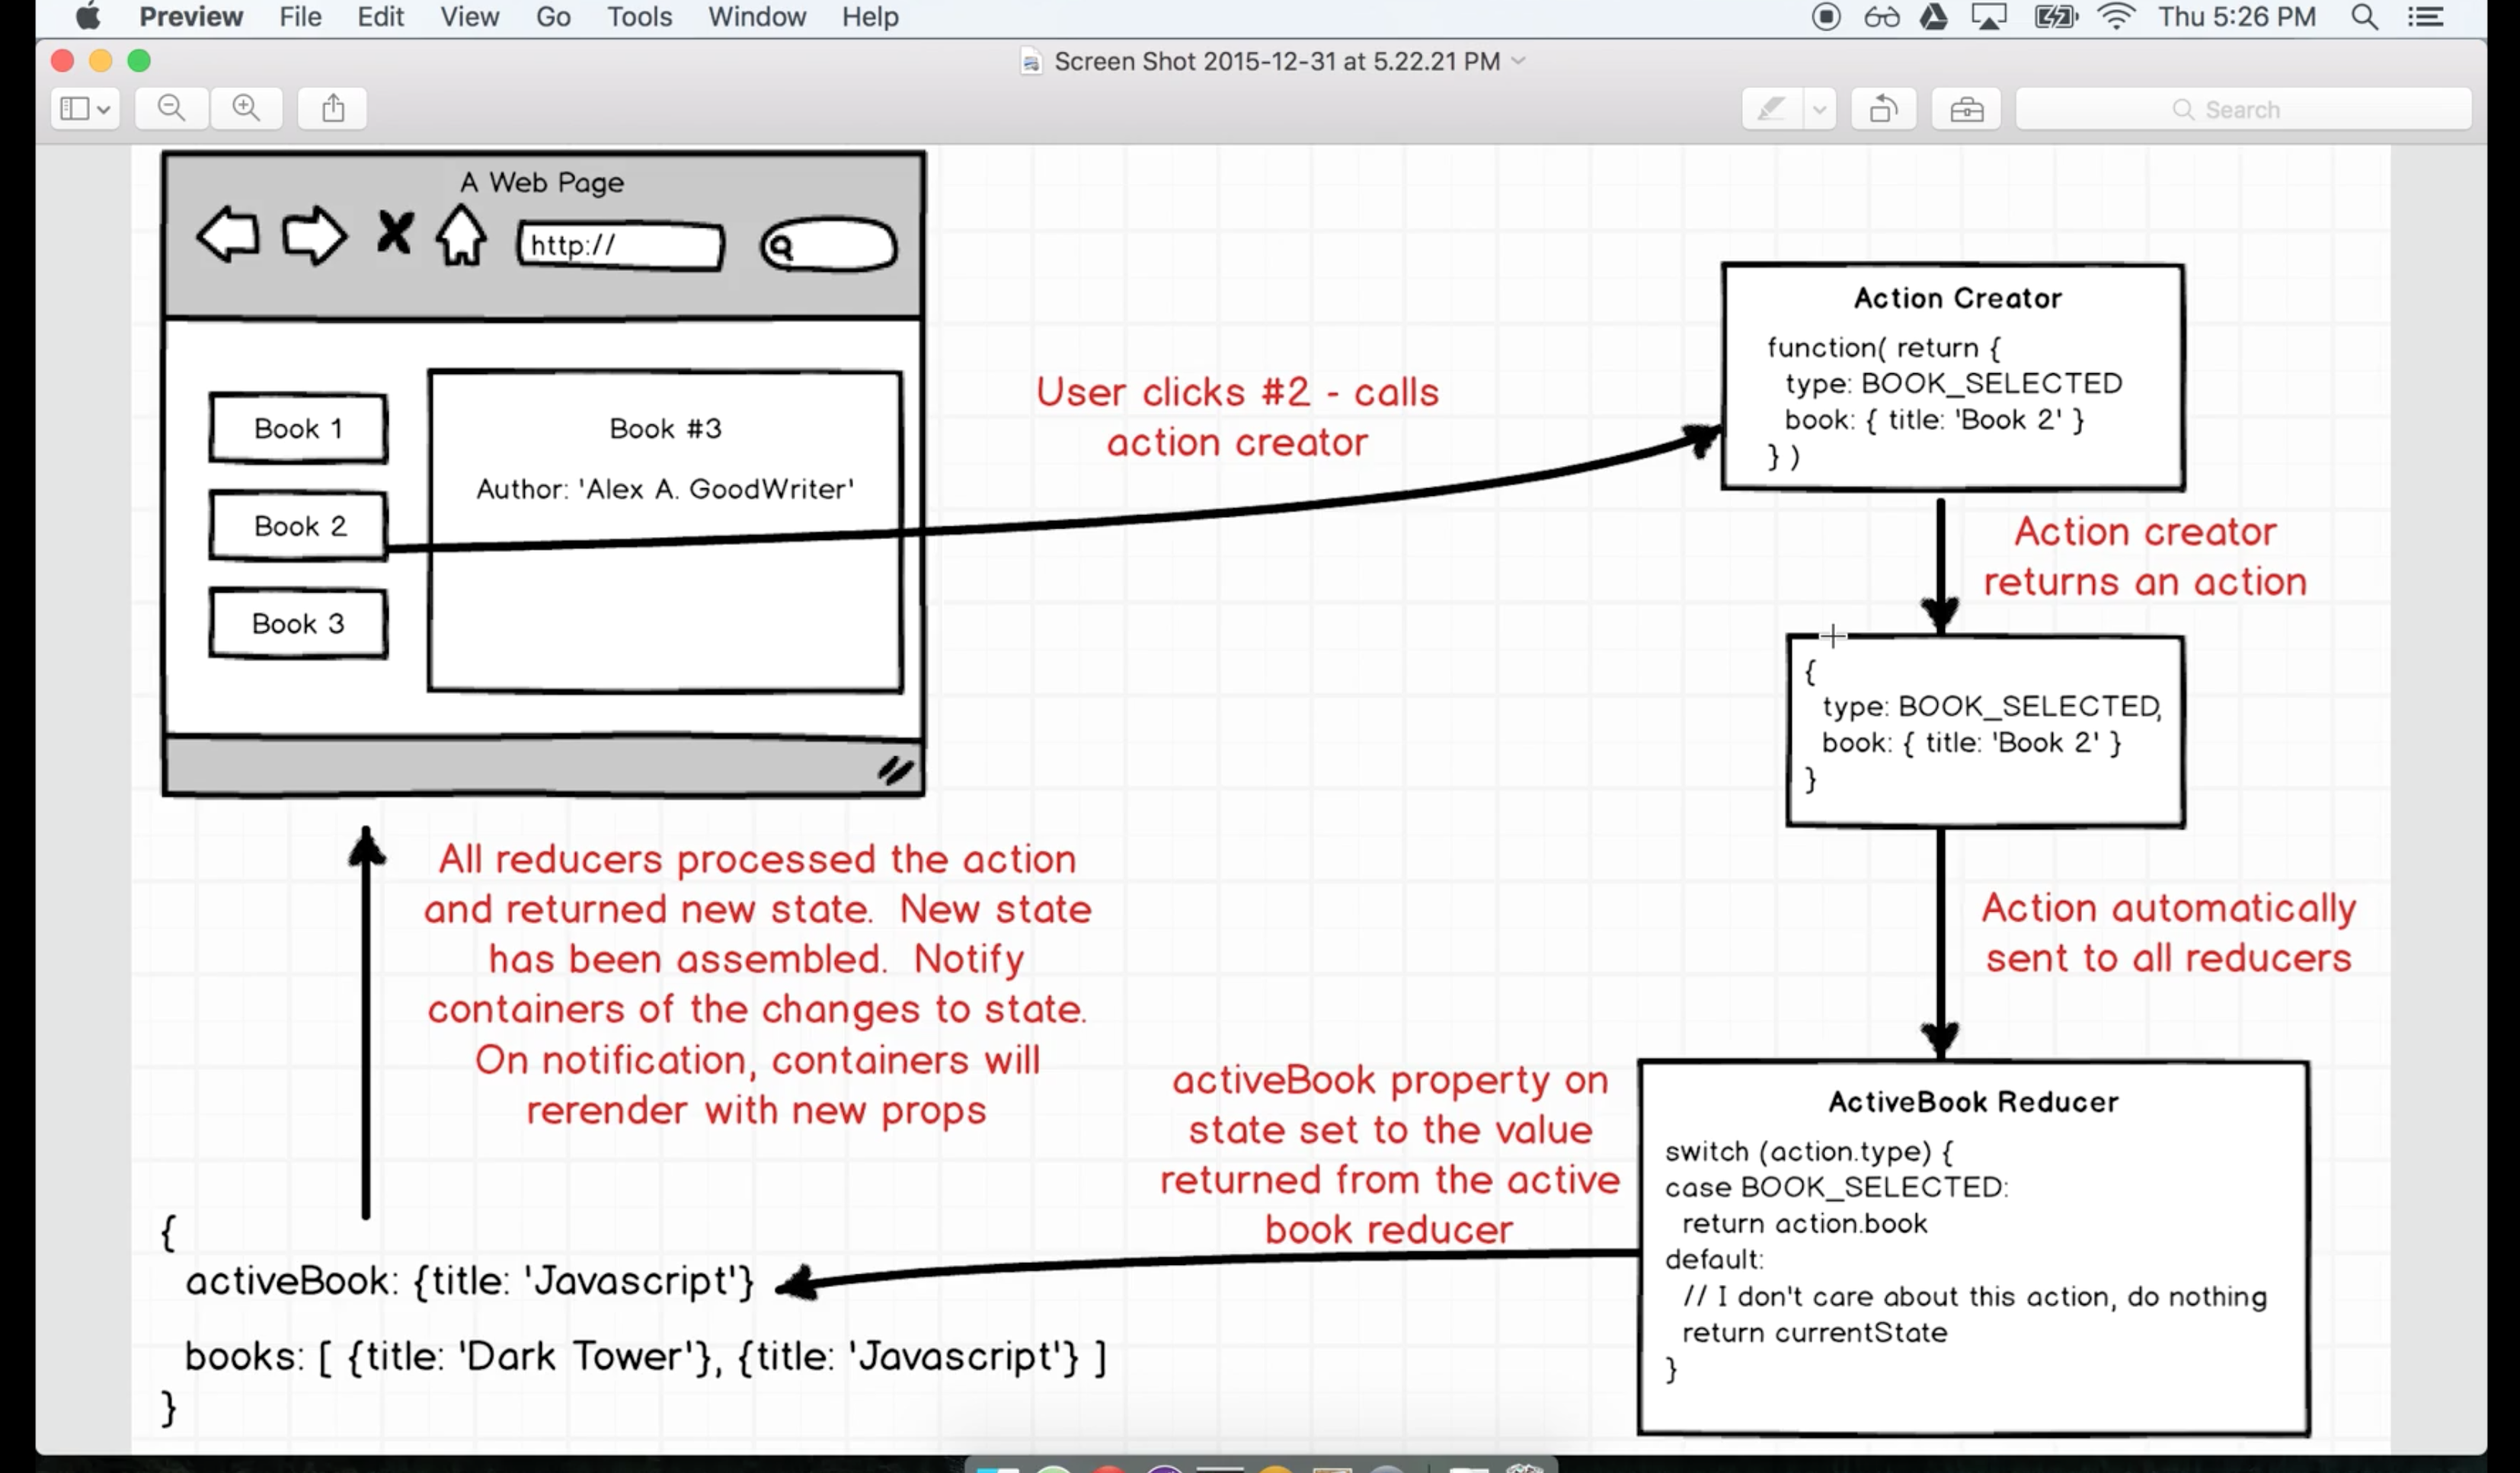 Preview File Edit View Go Tools Window Help Thu 5:26 PM
Screen Shot 2015-12-31 at 5.22.21 PM
Search
A Web Page
http://
Book 1
Book 2
Book 3
Book #3
Author: 'Alex A. GoodWriter'
User clicks #2 - calls
action creator
Action Creator
function( return {
type: BOOK_SELECTED
book: { title: 'Book 2' }
} )
Action creator
returns an action
{
type: BOOK_SELECTED,
book: { title: 'Book 2' }
}
Action automatically
sent to all reducers
ActiveBook Reducer
switch (action.type) {
case BOOK_SELECTED:
return action.book
default:
// I don't care about this action, do nothing
return currentState
}
activeBook property on
state set to the value
returned from the active
book reducer
All reducers processed the action
and returned new state. New state
has been assembled. Notify
containers of the changes to state.
On notification, containers will
rerender with new props
{
activeBook: {title: 'Javascript'}
books: [ {title: 'Dark Tower'}, {title: 'Javascript'} ]
}